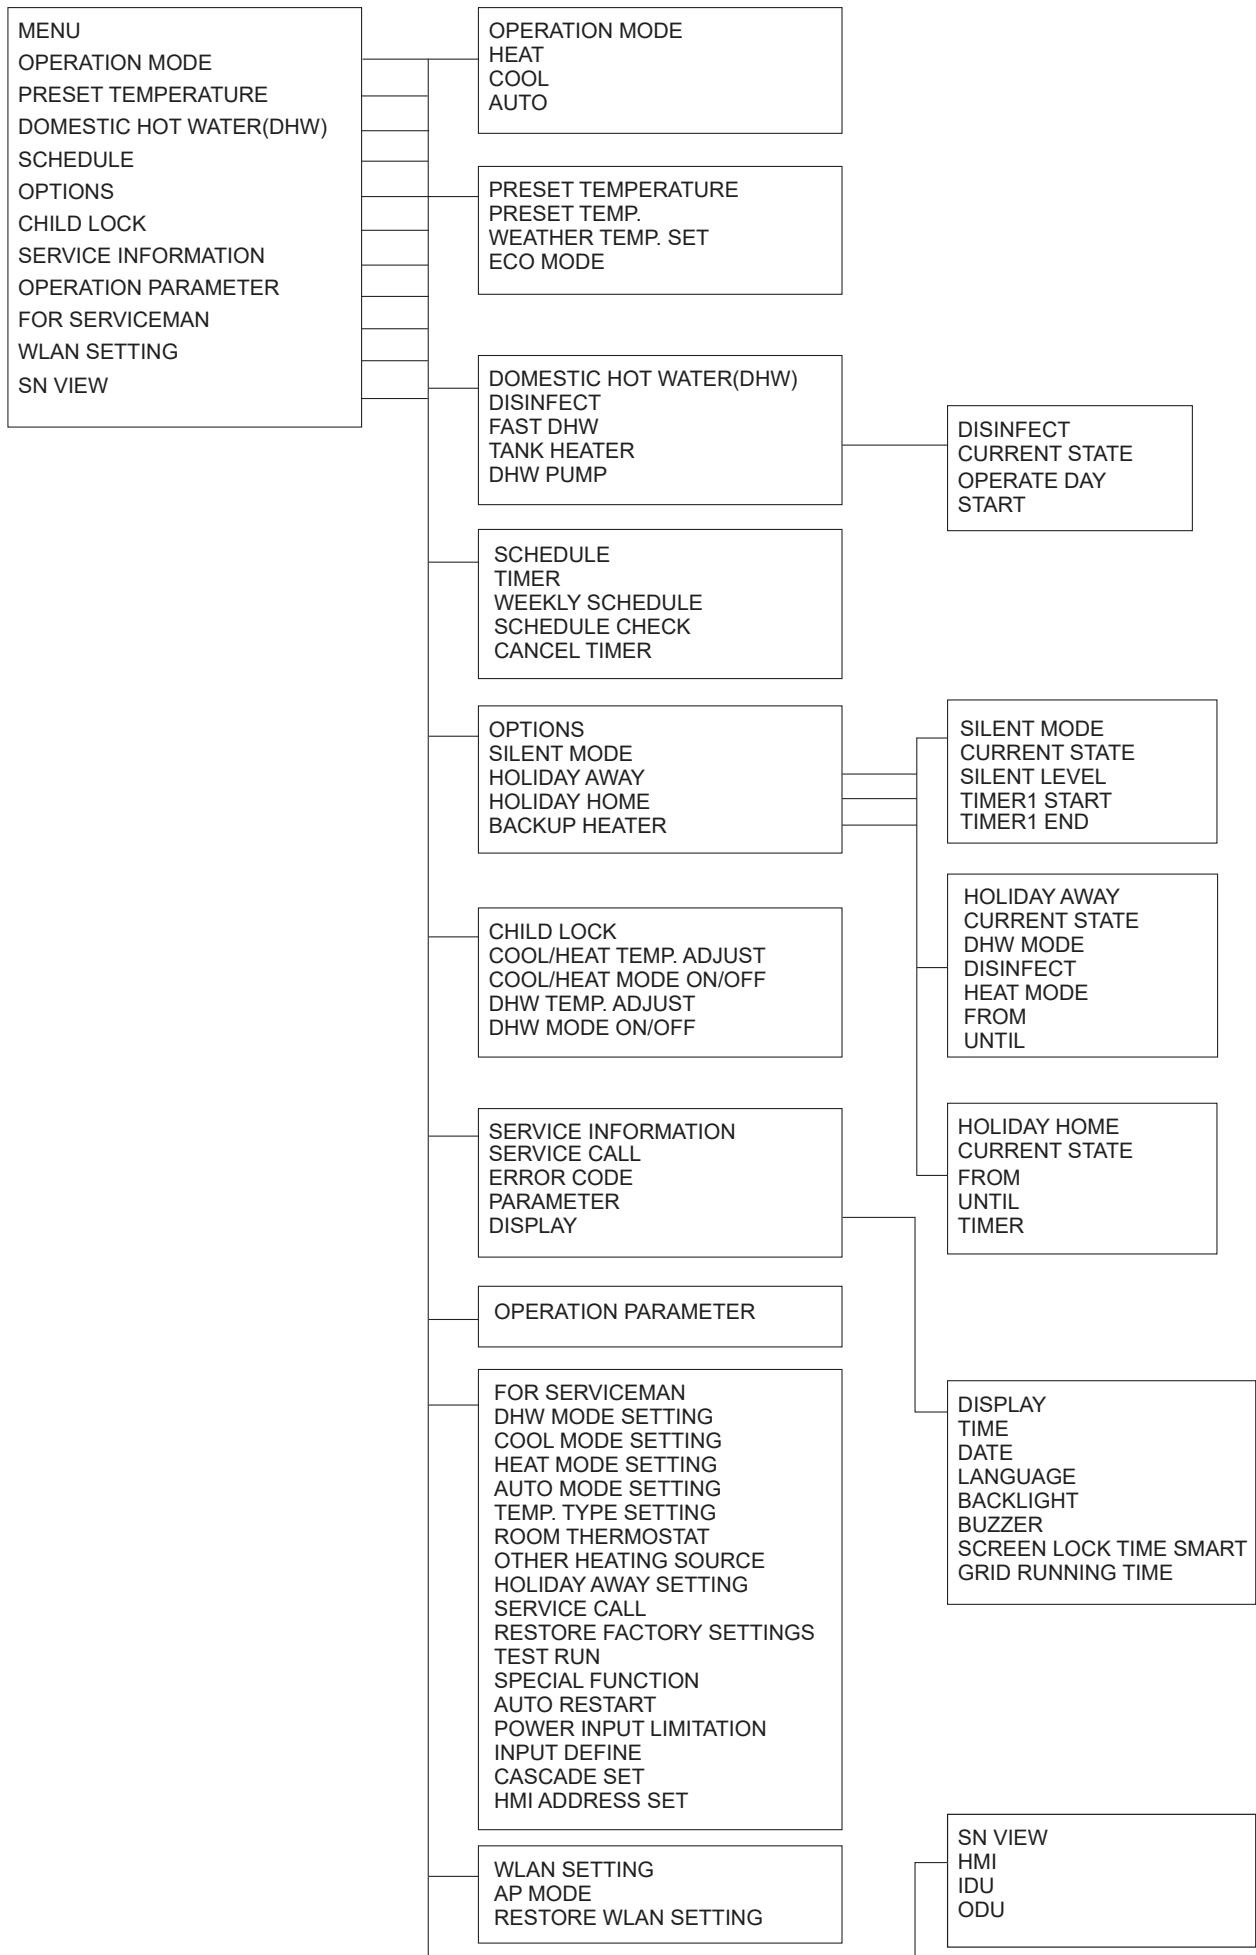 MENU
OPERATION MODE
PRESET TEMPERATURE
DOMESTIC HOT WATER(DHW)
SCHEDULE
OPTIONS
CHILD LOCK
SERVICE INFORMATION
OPERATION PARAMETER
FOR SERVICEMAN
WLAN SETTING
SN VIEW
OPERATION MODE
HEAT
COOL
AUTO
PRESET TEMPERATURE
PRESET TEMP.
WEATHER TEMP. SET
ECO MODE
DOMESTIC HOT WATER(DHW)
DISINFECT
FAST DHW
TANK HEATER
DHW PUMP
DISINFECT
CURRENT STATE
OPERATE DAY
START
SCHEDULE
TIMER
WEEKLY SCHEDULE
SCHEDULE CHECK
CANCEL TIMER
OPTIONS
SILENT MODE
HOLIDAY AWAY
HOLIDAY HOME
BACKUP HEATER
SILENT MODE
CURRENT STATE
SILENT LEVEL
TIMER1 START
TIMER1 END
HOLIDAY AWAY
CURRENT STATE
DHW MODE
DISINFECT
HEAT MODE
FROM
UNTIL
HOLIDAY HOME
CURRENT STATE
FROM
UNTIL
TIMER
CHILD LOCK
COOL/HEAT TEMP. ADJUST
COOL/HEAT MODE ON/OFF
DHW TEMP. ADJUST
DHW MODE ON/OFF
SERVICE INFORMATION
SERVICE CALL
ERROR CODE
PARAMETER
DISPLAY
DISPLAY
TIME
DATE
LANGUAGE
BACKLIGHT
BUZZER
SCREEN LOCK TIME SMART
GRID RUNNING TIME
OPERATION PARAMETER
FOR SERVICEMAN
DHW MODE SETTING
COOL MODE SETTING
HEAT MODE SETTING
AUTO MODE SETTING
TEMP. TYPE SETTING
ROOM THERMOSTAT
OTHER HEATING SOURCE
HOLIDAY AWAY SETTING
SERVICE CALL
RESTORE FACTORY SETTINGS
TEST RUN
SPECIAL FUNCTION
AUTO RESTART
POWER INPUT LIMITATION
INPUT DEFINE
CASCADE SET
HMI ADDRESS SET
WLAN SETTING
AP MODE
RESTORE WLAN SETTING
SN VIEW
HMI
IDU
ODU